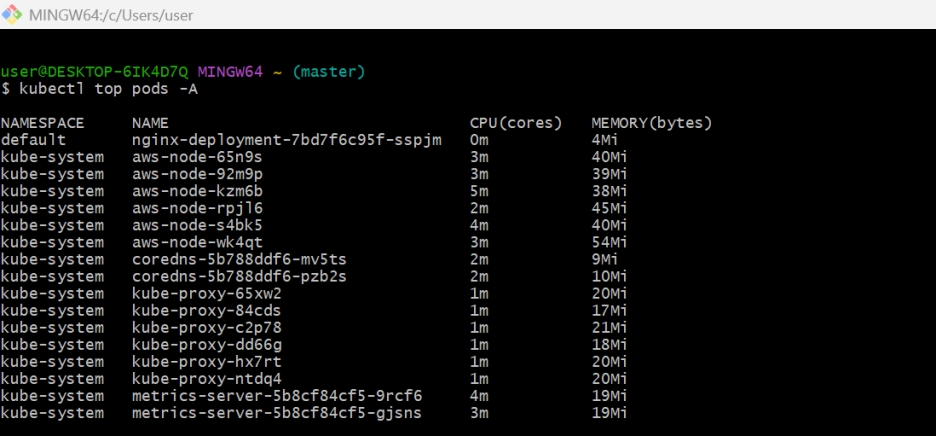 MINGW64:/c/Users/user
user@DESKTOP-6IK4D7Q MINGW64 ~ (master)
$ kubectl top pods -A
NAMESPACE NAME CPU(cores) MEMORY(bytes)
default nginx-deployment-7bd7f6c95f-sspjm 0m 4Mi
kube-system aws-node-65n9s 3m 40Mi
kube-system aws-node-92m9p 3m 39Mi
kube-system aws-node-kzm6b 5m 38Mi
kube-system aws-node-rpjl6 2m 45Mi
kube-system aws-node-s4bk5 4m 40Mi
kube-system aws-node-wk4qt 3m 54Mi
kube-system coredns-5b788ddf6-mv5ts 2m 9Mi
kube-system coredns-5b788ddf6-pzb2s 2m 10Mi
kube-system kube-proxy-65xw2 1m 20Mi
kube-system kube-proxy-84cds 1m 17Mi
kube-system kube-proxy-c2p78 1m 21Mi
kube-system kube-proxy-dd66g 1m 18Mi
kube-system kube-proxy-hx7rt 1m 20Mi
kube-system kube-proxy-ntdq4 1m 20Mi
kube-system metrics-server-5b8cf84cf5-9rcf6 4m 19Mi
kube-system metrics-server-5b8cf84cf5-gjsns 3m 19Mi